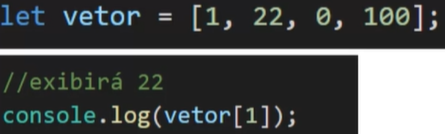 let vetor = [1, 22, 0, 100];
//exibirá 22
console.log(vetor[1]);